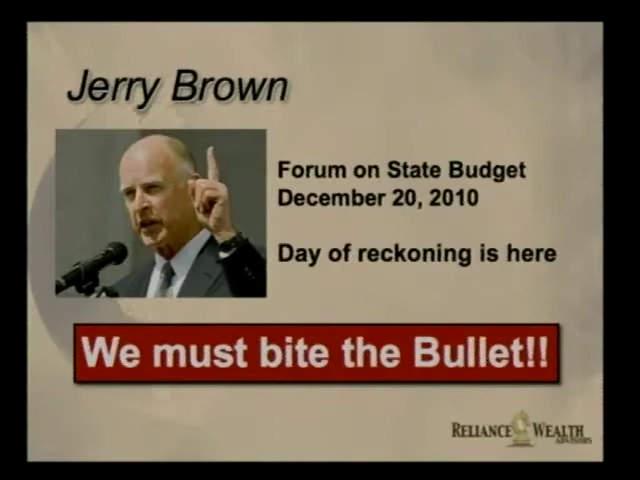 Jerry Brown
Forum on State Budget
December 20, 2010
Day of reckoning is here
We must bite the Bullet!!
RELIANCE WEALTH
ADVISORS